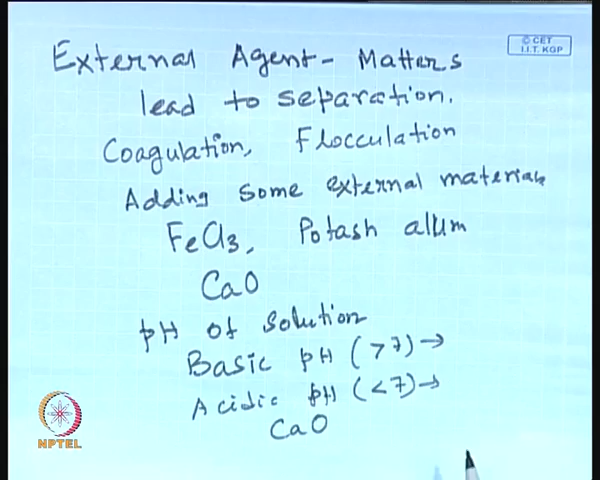 © CET
I.I.T. KGP
External Agent - Matters
lead to separation.
Coagulation, Flocculation
Adding some external materials
FeCl3, Potash allum
CaO
pH of solution
Basic pH (>7) →
Acidic pH (<7) →
CaO
NPTEL